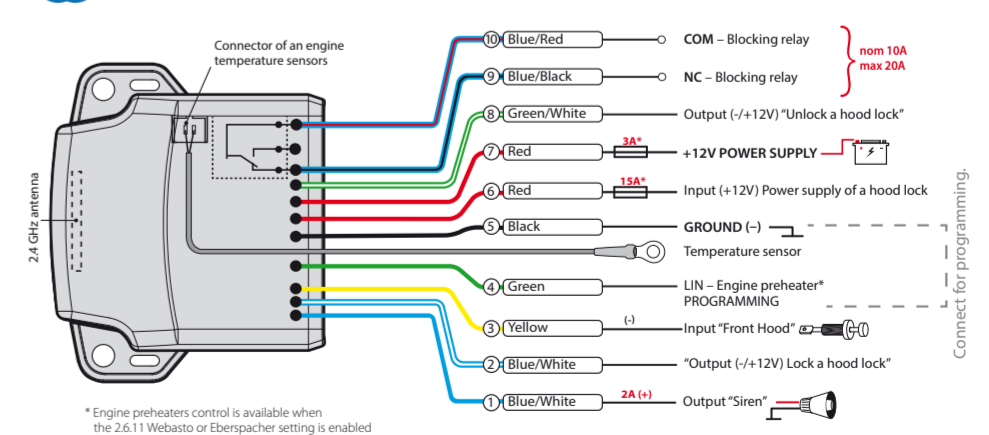 Connector of an engine
temperature sensors
2.4 GHz antenna
10 Blue/Red COM – Blocking relay
nom 10A
max 20A
9 Blue/Black NC – Blocking relay
8 Green/White Output (-/+12V) "Unlock a hood lock"
7 Red 3A* +12V POWER SUPPLY
6 Red 15A* Input (+12V) Power supply of a hood lock
5 Black GROUND (–)
Temperature sensor
4 Green LIN – Engine preheater*
PROGRAMMING
Connect for programming.
3 Yellow (-) Input "Front Hood"
2 Blue/White "Output (-/+12V) Lock a hood lock"
1 Blue/White 2A (+) Output "Siren"
* Engine preheaters control is available when
the 2.6.11 Webasto or Eberspacher setting is enabled